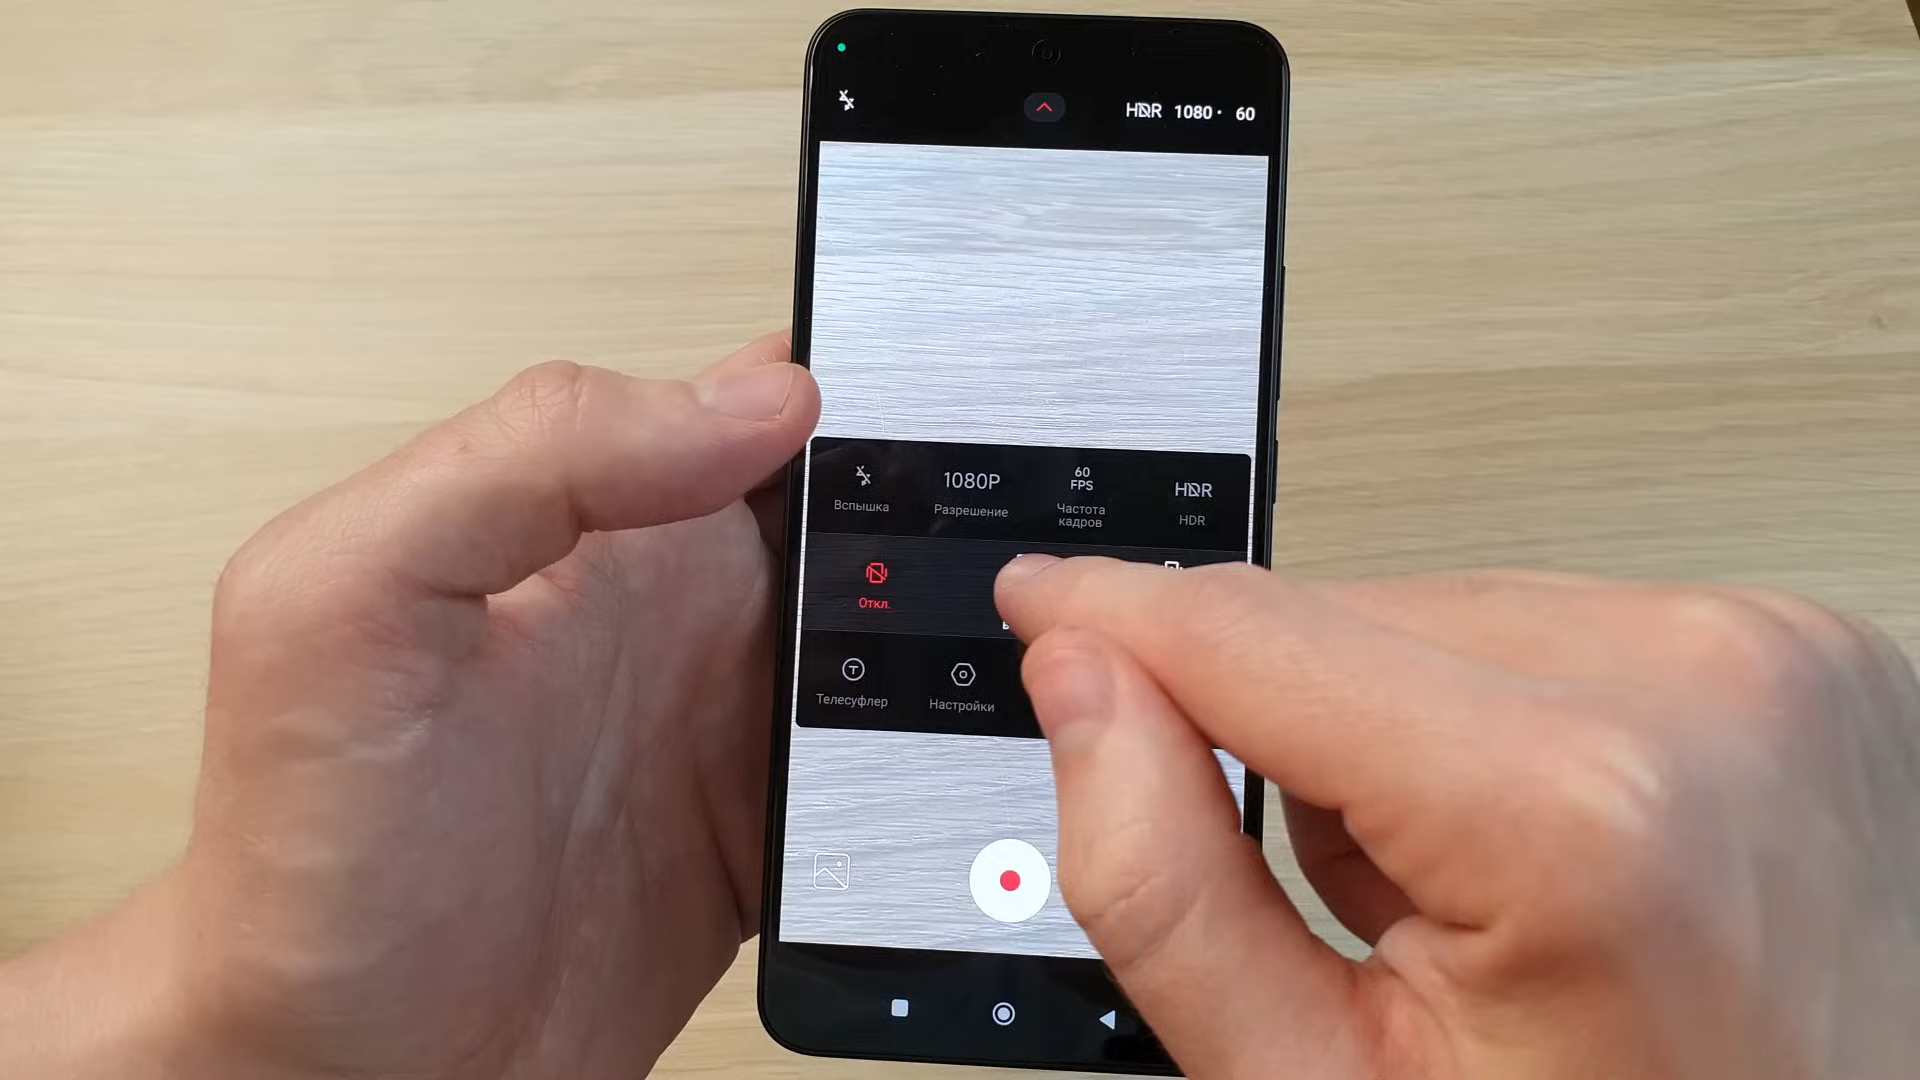 HDR 1080 · 60
1080P
60
FPS
HDR
Вспышка
Разрешение
Частота
кадров
HDR
Откл.
Телесуфлер
Настройки